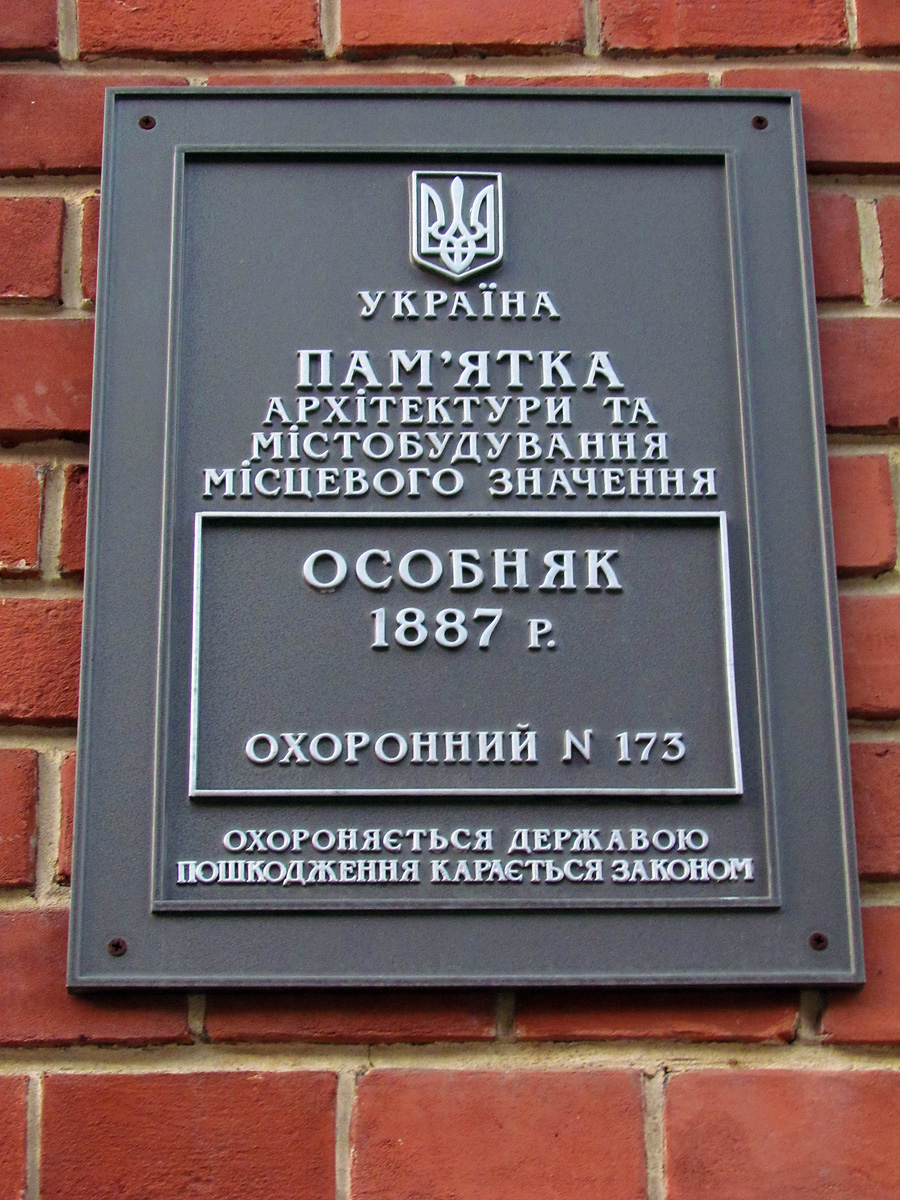 УКРАЇНА
ПАМ'ЯТКА
АРХІТЕКТУРИ ТА
МІСТОБУДУВАННЯ
МІСЦЕВОГО ЗНАЧЕННЯ
ОСОБНЯК
1887 Р.
ОХОРОННИЙ N 173
ОХОРОНЯЄТЬСЯ ДЕРЖАВОЮ
ПОШКОДЖЕННЯ КАРАЄТЬСЯ ЗАКОНОМ